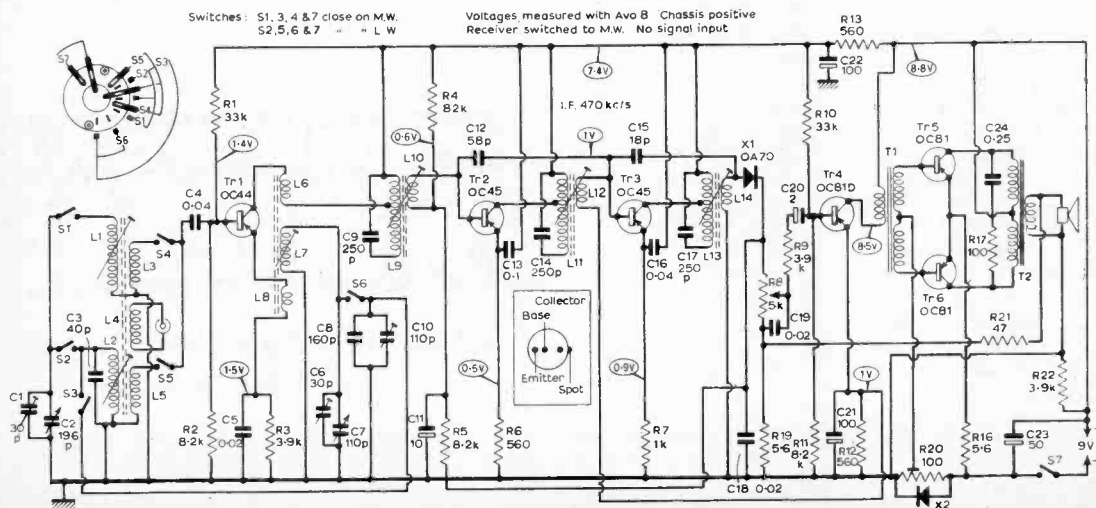 Switches: S1, 3, 4 & 7 close on M.W.
S2, 5, 6 & 7 " " L W
Voltages measured with Avo 8 Chassis positive
Receiver switched to M.W. No signal input
S7
S5
S2
S3
S4
S1
S6
R1
33k
1·4V
R4
82k
0·6V
7·4V
I.F. 470 kc/s
1V
R13
560
C22
100
8·8V
R10
33k
C12
58p
C15
18p
X1
OA70
L10
L12
L14
Tr1
OC44
Tr2
OC45
Tr3
OC45
Tr4
OC81D
Tr5
OC81
Tr6
OC81
T1
T2
C24
0·25
R17
100
8·5V
C20
2
R9
3·9
k
R8
5k
C19
0·02
C4
0·04
S1
L1
L3
S4
L4
L2
L5
S5
C3
40p
S2
S3
C1
30
p
C2
196
p
L6
L7
L8
C9
250
p
L9
C13
0·1
C14
250p
L11
C16
0·04
C17
250
p
L13
S6
C8
160p
C10
110p
C6
30p
C7
110p
1·5V
R2
8·2k
C5
0·02
R3
3·9k
C11
10
R5
8·2k
0·5V
R6
560
Collector
Base
Emitter
Spot
0·9V
R7
1k
C18 0·02
R19
5·6
R11
8·2
k
C21
100
R12
560
1V
R21
47
R22
3·9k
R16
5·6
R20
100
X2
C23
50
S7
9V